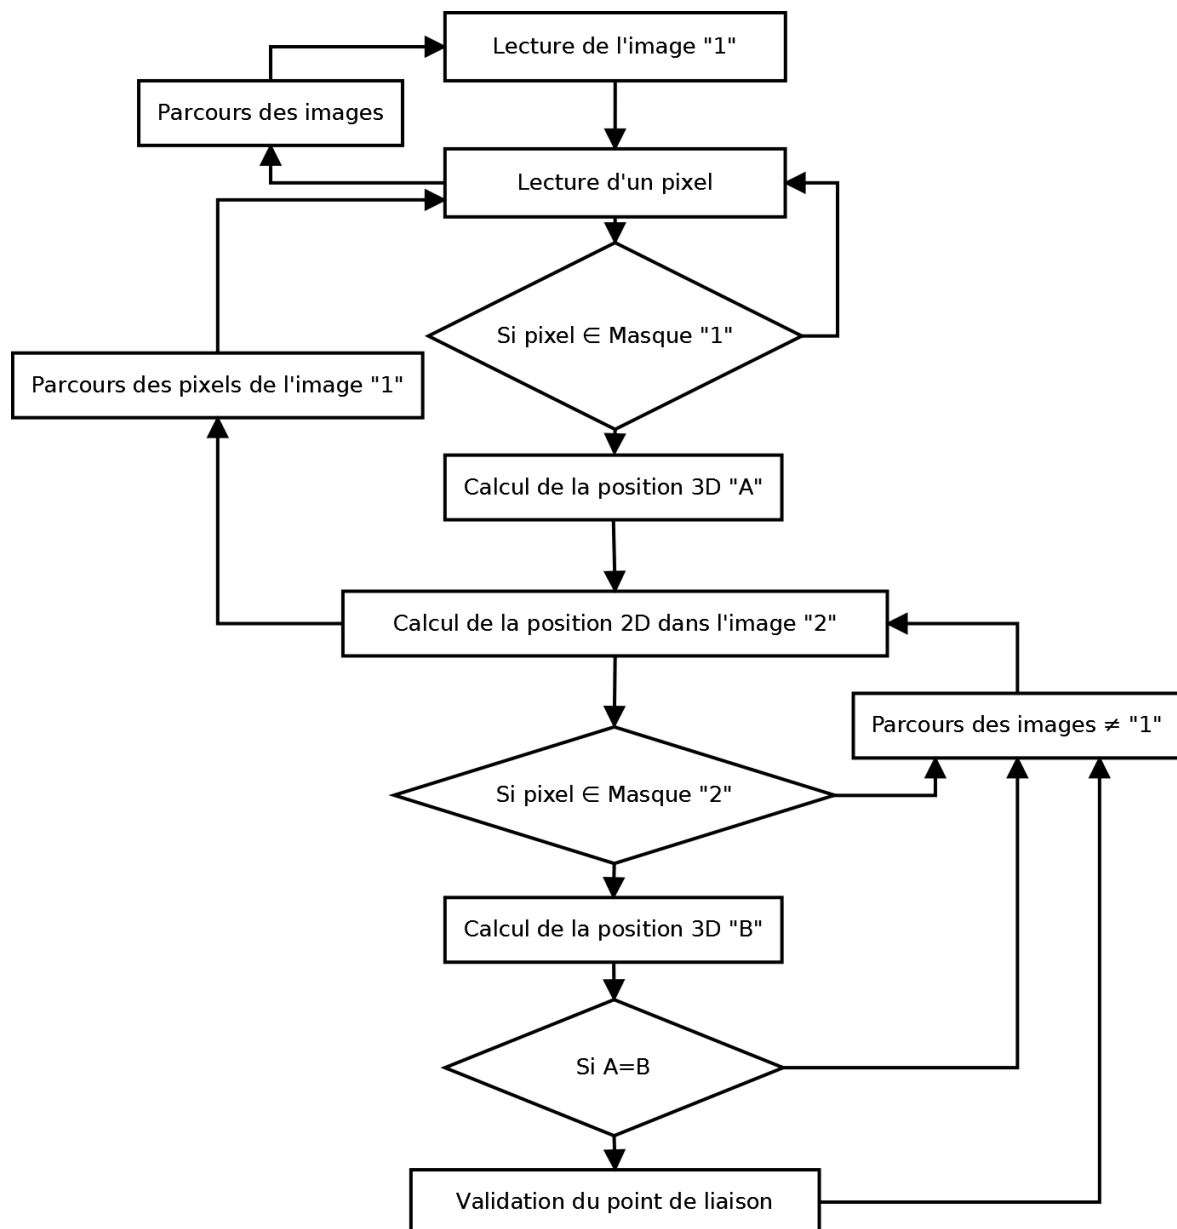 Lecture de l'image "1"
Parcours des images
Lecture d'un pixel
Si pixel ∈ Masque "1"
Parcours des pixels de l'image "1"
Calcul de la position 3D "A"
Calcul de la position 2D dans l'image "2"
Parcours des images ≠ "1"
Si pixel ∈ Masque "2"
Calcul de la position 3D "B"
Si A=B
Validation du point de liaison